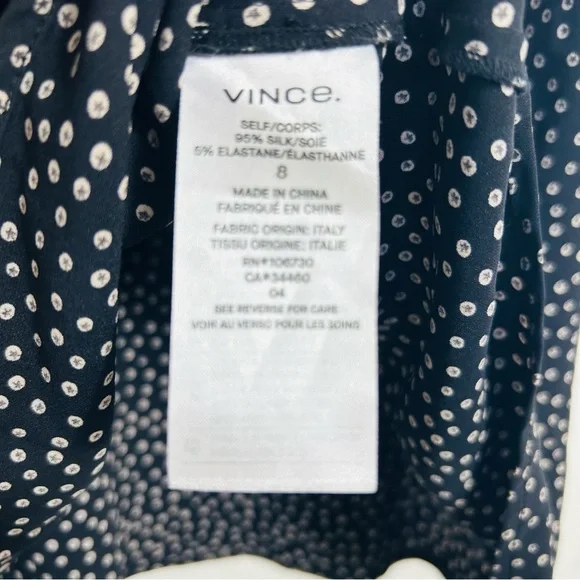 VINCE.
SELF/CORPS:
95% SILK/SOIE
5% ELASTANE/ÉLASTHANNE
8
MADE IN CHINA
FABRIQUÉ EN CHINE
FABRIC ORIGIN: ITALY
TISSU ORIGINE: ITALIE
RN#106730
CA#34460
04
SEE REVERSE FOR CARE
VOIR AU VERSO POUR LES SOINS